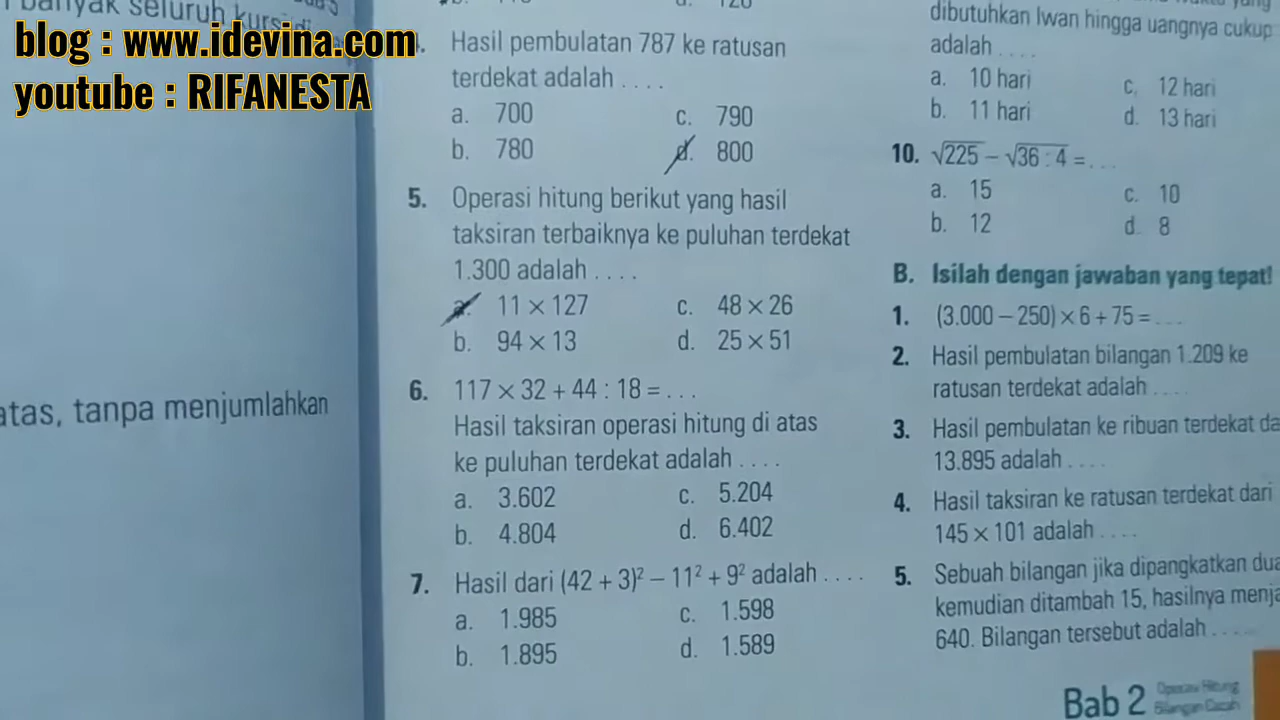 banyak seluruh kursi di
blog : www.idevina.com
youtube : RIFANESTA
atas, tanpa menjumlahkan
Hasil pembulatan 787 ke ratusan
terdekat adalah . . . .
a. 700 c. 790
b. 780 d. 800
5. Operasi hitung berikut yang hasil
taksiran terbaiknya ke puluhan terdekat
1.300 adalah . . . .
a. 11 × 127 c. 48 × 26
b. 94 × 13 d. 25 × 51
6. 117 × 32 + 44 : 18 = . . .
Hasil taksiran operasi hitung di atas
ke puluhan terdekat adalah . . . .
a. 3.602 c. 5.204
b. 4.804 d. 6.402
7. Hasil dari (42 + 3)² – 11² + 9² adalah . . . .
a. 1.985 c. 1.598
b. 1.895 d. 1.589
dibutuhkan Iwan hingga uangnya cukup
adalah . . . .
a. 10 hari c. 12 hari
b. 11 hari d. 13 hari
10. √225 – √36 : 4 = . . .
a. 15 c. 10
b. 12 d. 8
B. Isilah dengan jawaban yang tepat!
1. (3.000 – 250) × 6 + 75 = . . .
2. Hasil pembulatan bilangan 1.209 ke
ratusan terdekat adalah . . . .
3. Hasil pembulatan ke ribuan terdekat da
13.895 adalah . . . .
4. Hasil taksiran ke ratusan terdekat dari
145 × 101 adalah . . . .
5. Sebuah bilangan jika dipangkatkan dua
kemudian ditambah 15, hasilnya menja
640. Bilangan tersebut adalah . . . .
Bab 2 Operasi Hitung
Bilangan Cacah